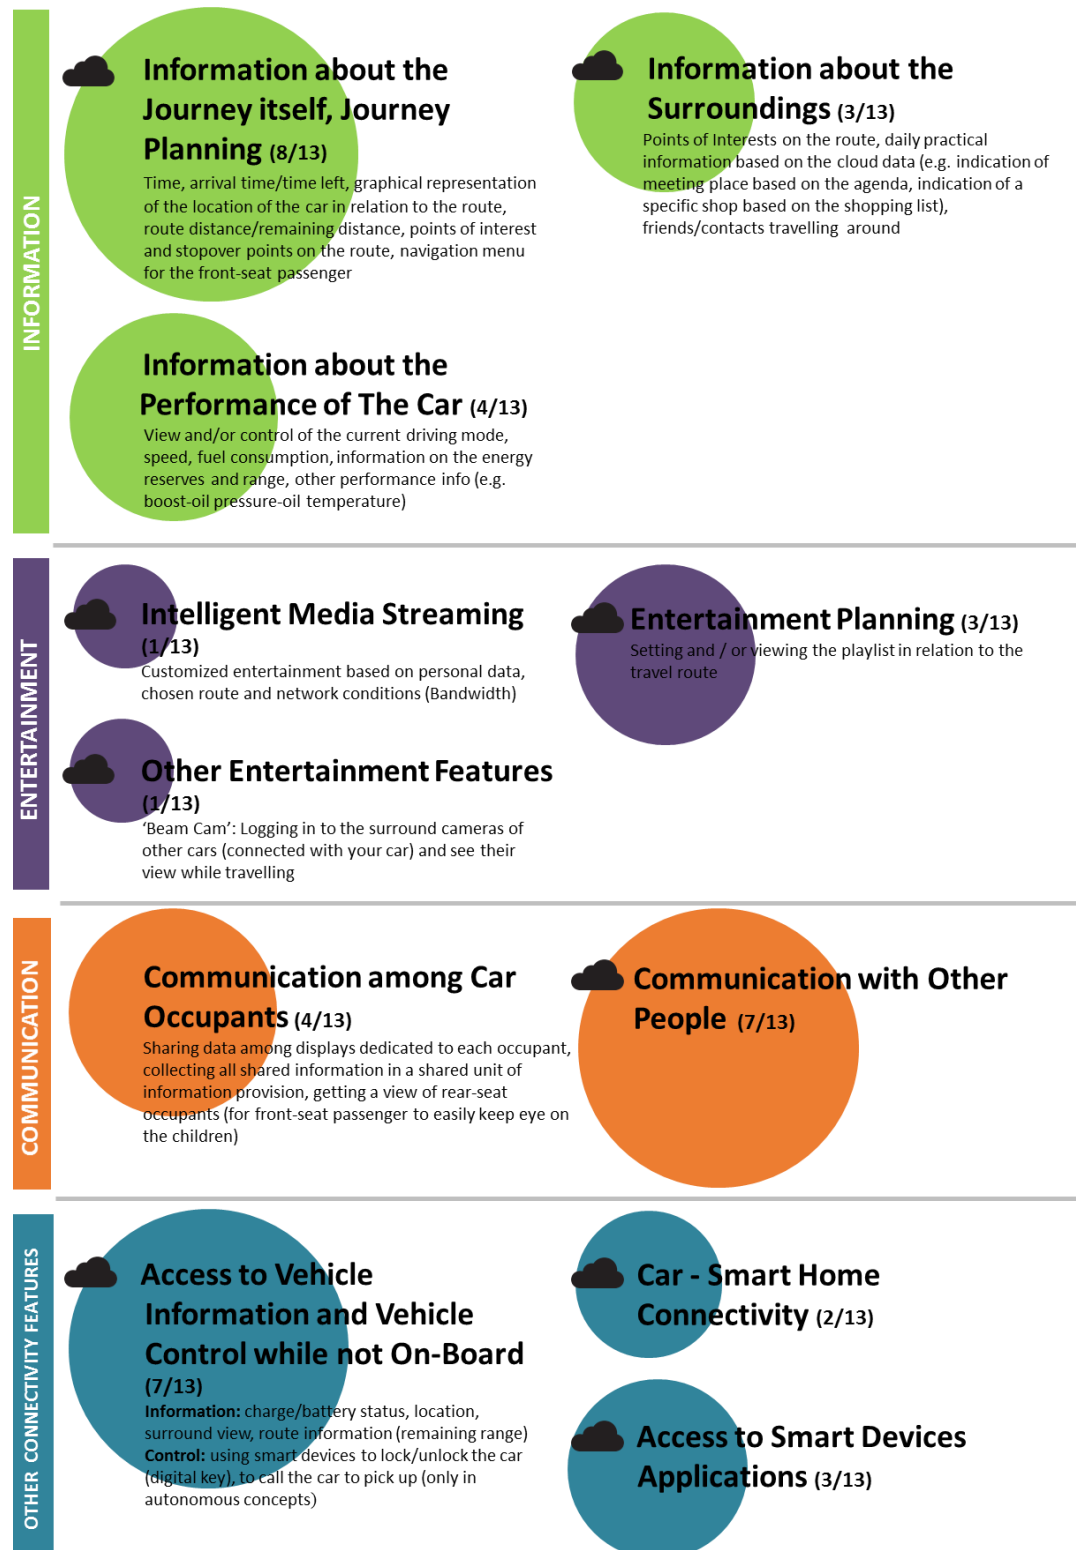 INFORMATION
Information about the
Journey itself, Journey
Planning (8/13)
Time, arrival time/time left, graphical representation
of the location of the car in relation to the route,
route distance/remaining distance, points of interest
and stopover points on the route, navigation menu
for the front-seat passenger
Information about the
Surroundings (3/13)
Points of Interests on the route, daily practical
information based on the cloud data (e.g. indication of
meeting place based on the agenda, indication of a
specific shop based on the shopping list),
friends/contacts travelling around
Information about the
Performance of The Car (4/13)
View and/or control of the current driving mode,
speed, fuel consumption, information on the energy
reserves and range, other performance info (e.g.
boost-oil pressure-oil temperature)
ENTERTAINMENT
Intelligent Media Streaming
(1/13)
Customized entertainment based on personal data,
chosen route and network conditions (Bandwidth)
Entertainment Planning (3/13)
Setting and / or viewing the playlist in relation to the
travel route
Other Entertainment Features
(1/13)
‘Beam Cam’: Logging in to the surround cameras of
other cars (connected with your car) and see their
view while travelling
COMMUNICATION
Communication among Car
Occupants (4/13)
Sharing data among displays dedicated to each occupant,
collecting all shared information in a shared unit of
information provision, getting a view of rear-seat
occupants (for front-seat passenger to easily keep eye on
the children)
Communication with Other
People (7/13)
OTHER CONNECTIVITY FEATURES
Access to Vehicle
Information and Vehicle
Control while not On-Board
(7/13)
Information: charge/battery status, location,
surround view, route information (remaining range)
Control: using smart devices to lock/unlock the car
(digital key), to call the car to pick up (only in
autonomous concepts)
Car - Smart Home
Connectivity (2/13)
Access to Smart Devices
Applications (3/13)